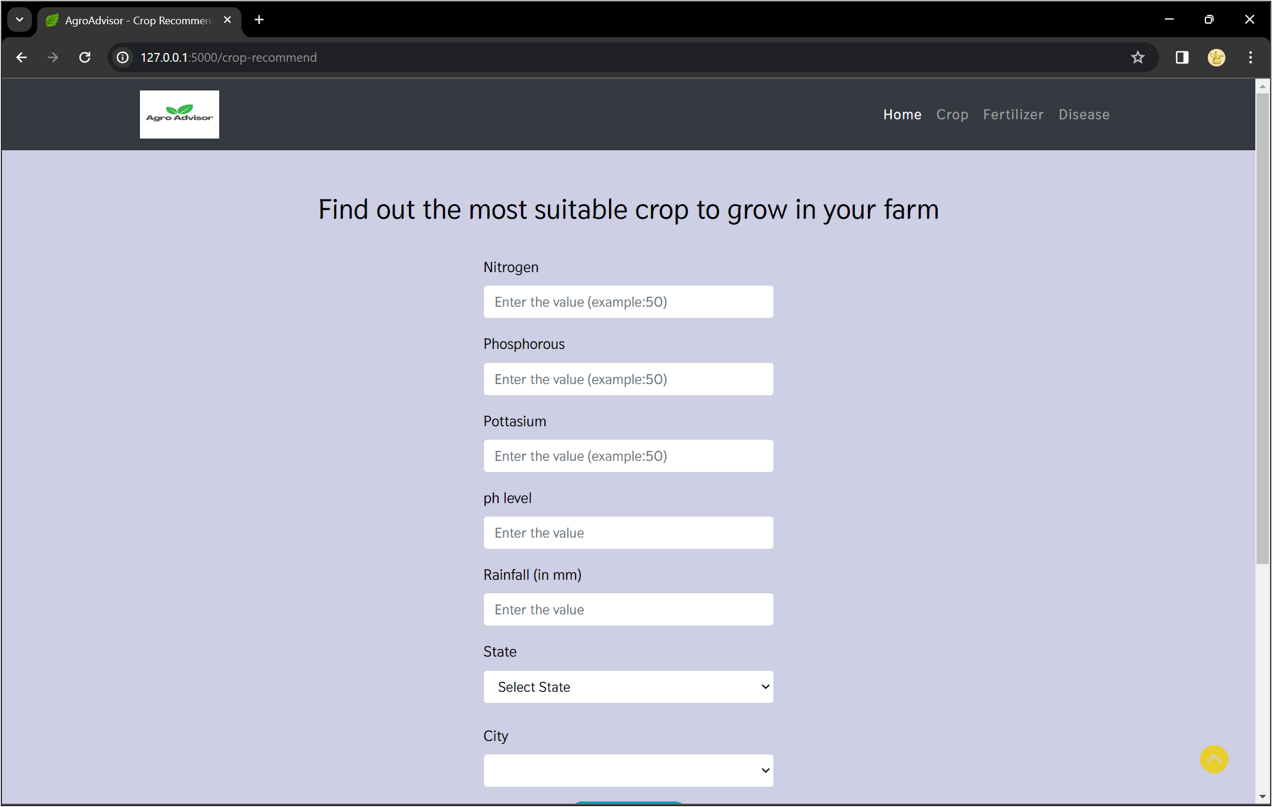 AgroAdvisor - Crop Recommen
127.0.0.1:5000/crop-recommend
Agro Advisor
Home Crop Fertilizer Disease
Find out the most suitable crop to grow in your farm
Nitrogen
Enter the value (example:50)
Phosphorous
Enter the value (example:50)
Pottasium
Enter the value (example:50)
ph level
Enter the value
Rainfall (in mm)
Enter the value
State
Select State
City